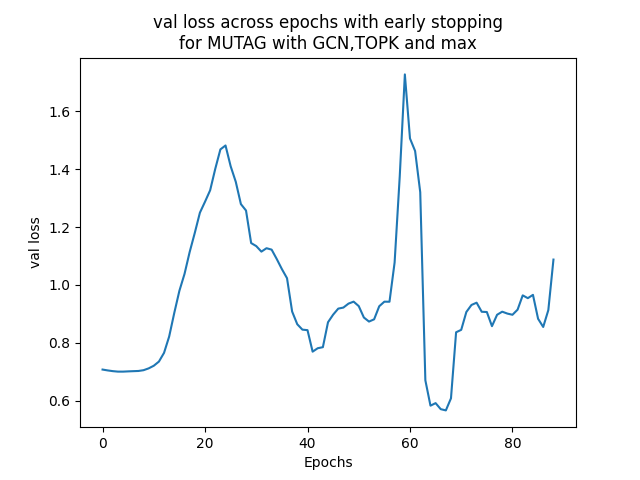 val loss across epochs with early stopping
for MUTAG with GCN,TOPK and max
val loss
1.6
1.4
1.2
1.0
0.8
0.6
0 20 40 60 80
Epochs